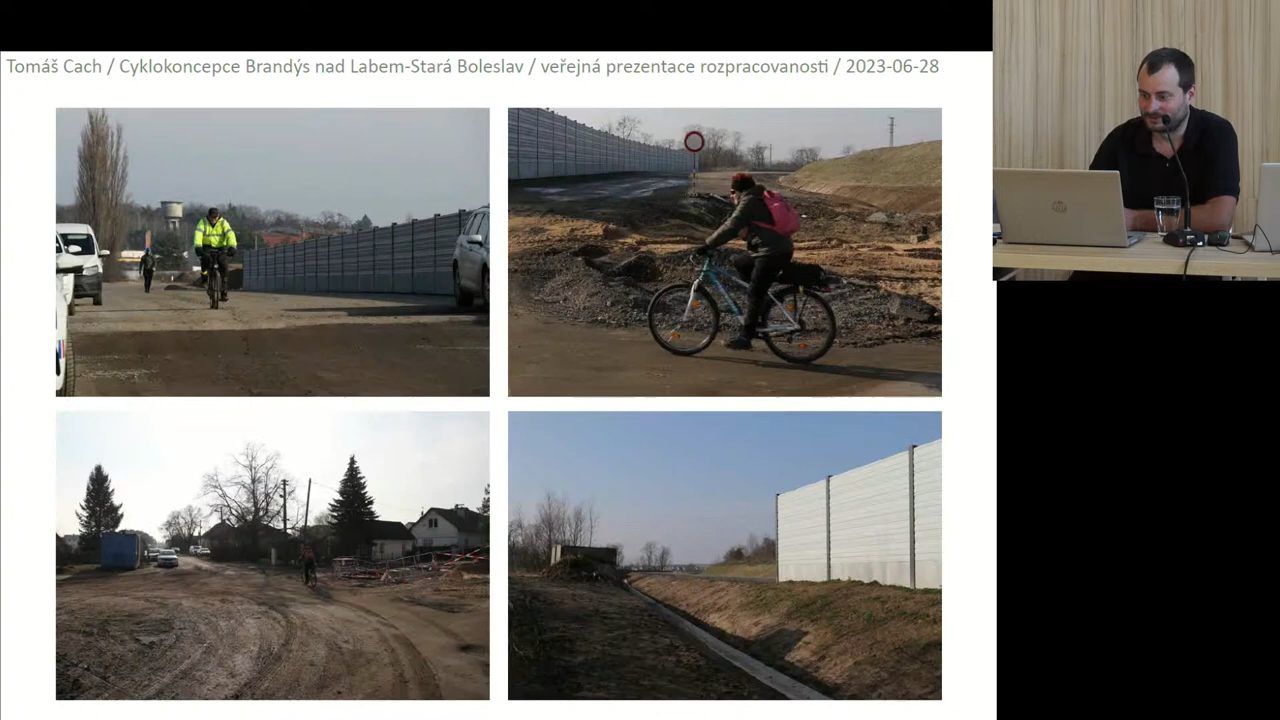 Tomáš Cach / Cyklokoncepce Brandýs nad Labem-Stará Boleslav / veřejná prezentace rozpracovanosti / 2023-06-28